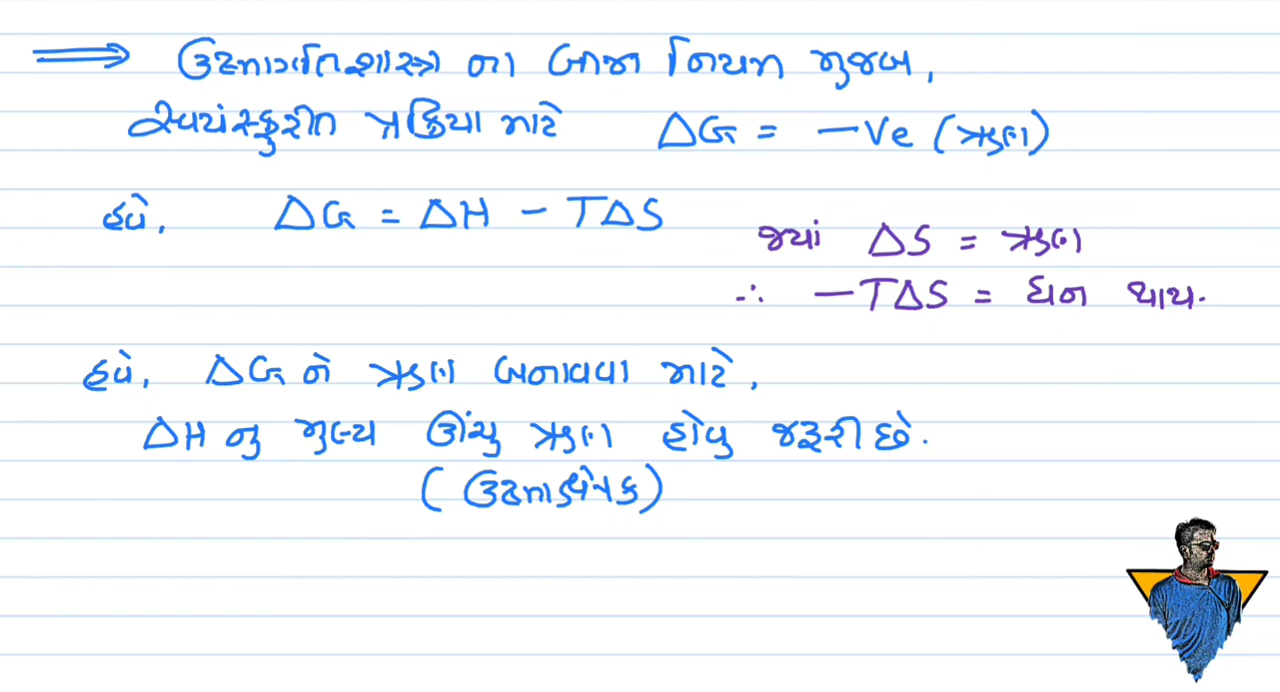 ⟹ ઉષ્માગતિશાસ્ત્રના બીજા નિયમ મુજબ,
સ્વયંસ્ફુરીત પ્રક્રિયા માટે ΔG = -ve (ઋણ)
હવે, ΔG = ΔH - TΔS
જ્યાં ΔS = ઋણ
∴ -TΔS = ધન થાય.
હવે, ΔG ને ઋણ બનાવવા માટે,
ΔH નુ મુલ્ય ઊંચુ ઋણ હોવુ જરૂરી છે.
(ઉષ્માક્ષેપક)